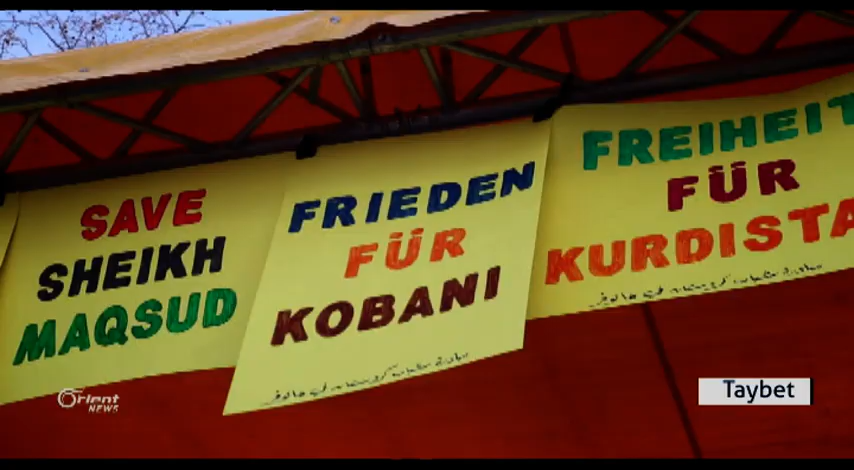 SAVE
SHEIKH
MAQSUD
FRIEDEN
FÜR
KOBANI
FREIHEIT
FÜR
KURDISTA
Orient
NEWS
Taybet